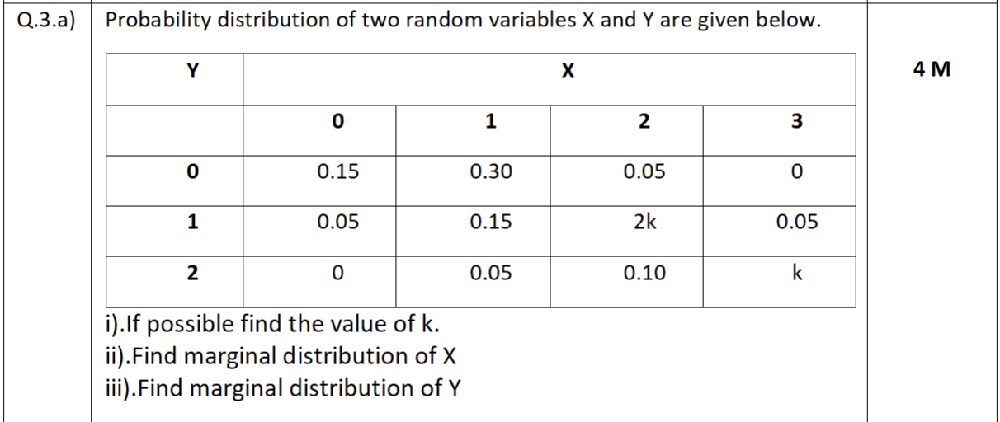 Q.3.a) Probability distribution of two random variables X and Y are given below.
Y X 4 M
0 1 2 3
0 0.15 0.30 0.05 0
1 0.05 0.15 2k 0.05
2 0 0.05 0.10 k
i).If possible find the value of k.
ii).Find marginal distribution of X
iii).Find marginal distribution of Y